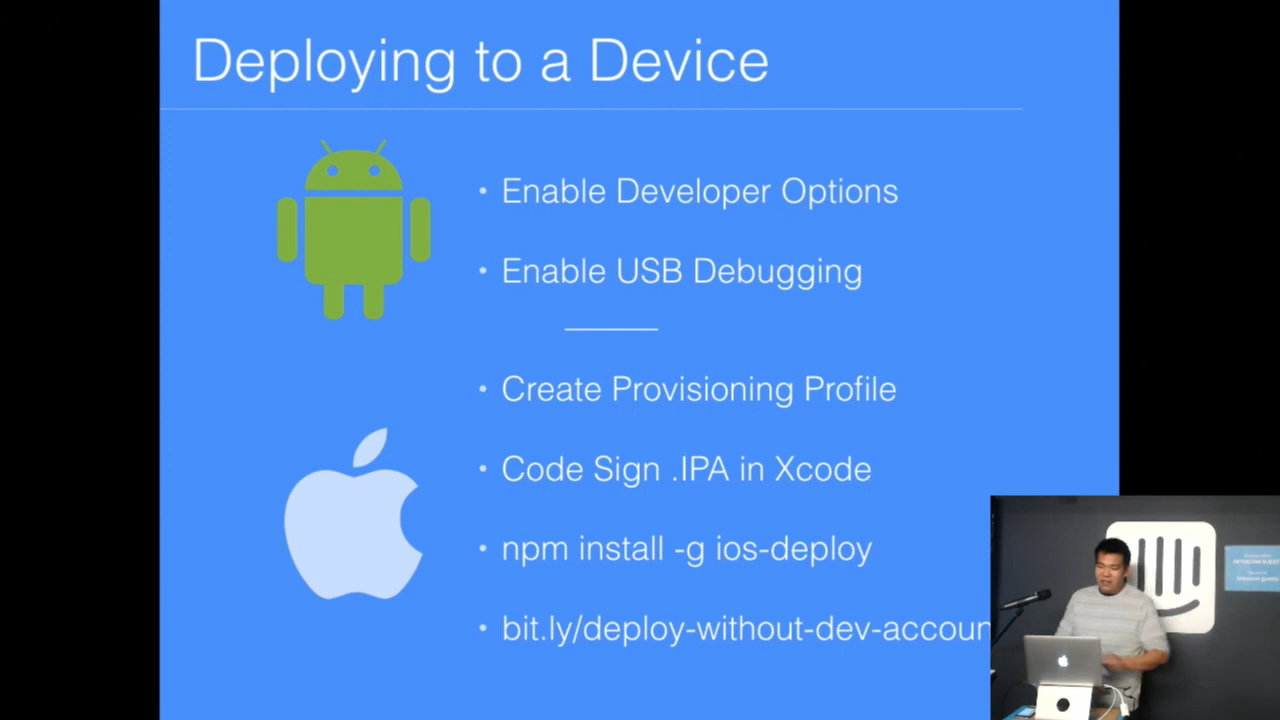 Deploying to a Device
• Enable Developer Options
• Enable USB Debugging
• Create Provisioning Profile
• Code Sign .IPA in Xcode
• npm install -g ios-deploy
• bit.ly/deploy-without-dev-accoun